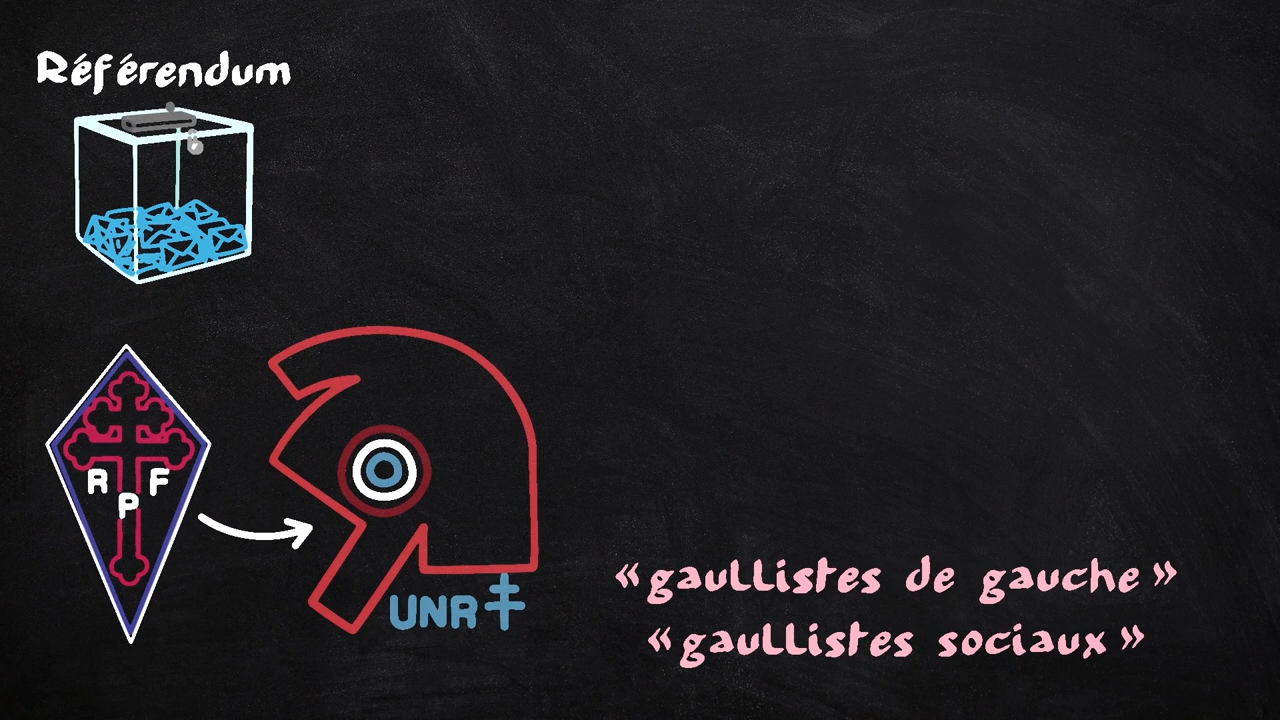 Référendum
R F
P
UNR
« gaullistes de gauche »
« gaullistes sociaux »